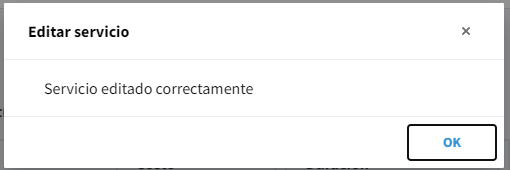 Editar servicio
×
Servicio editado correctamente
OK